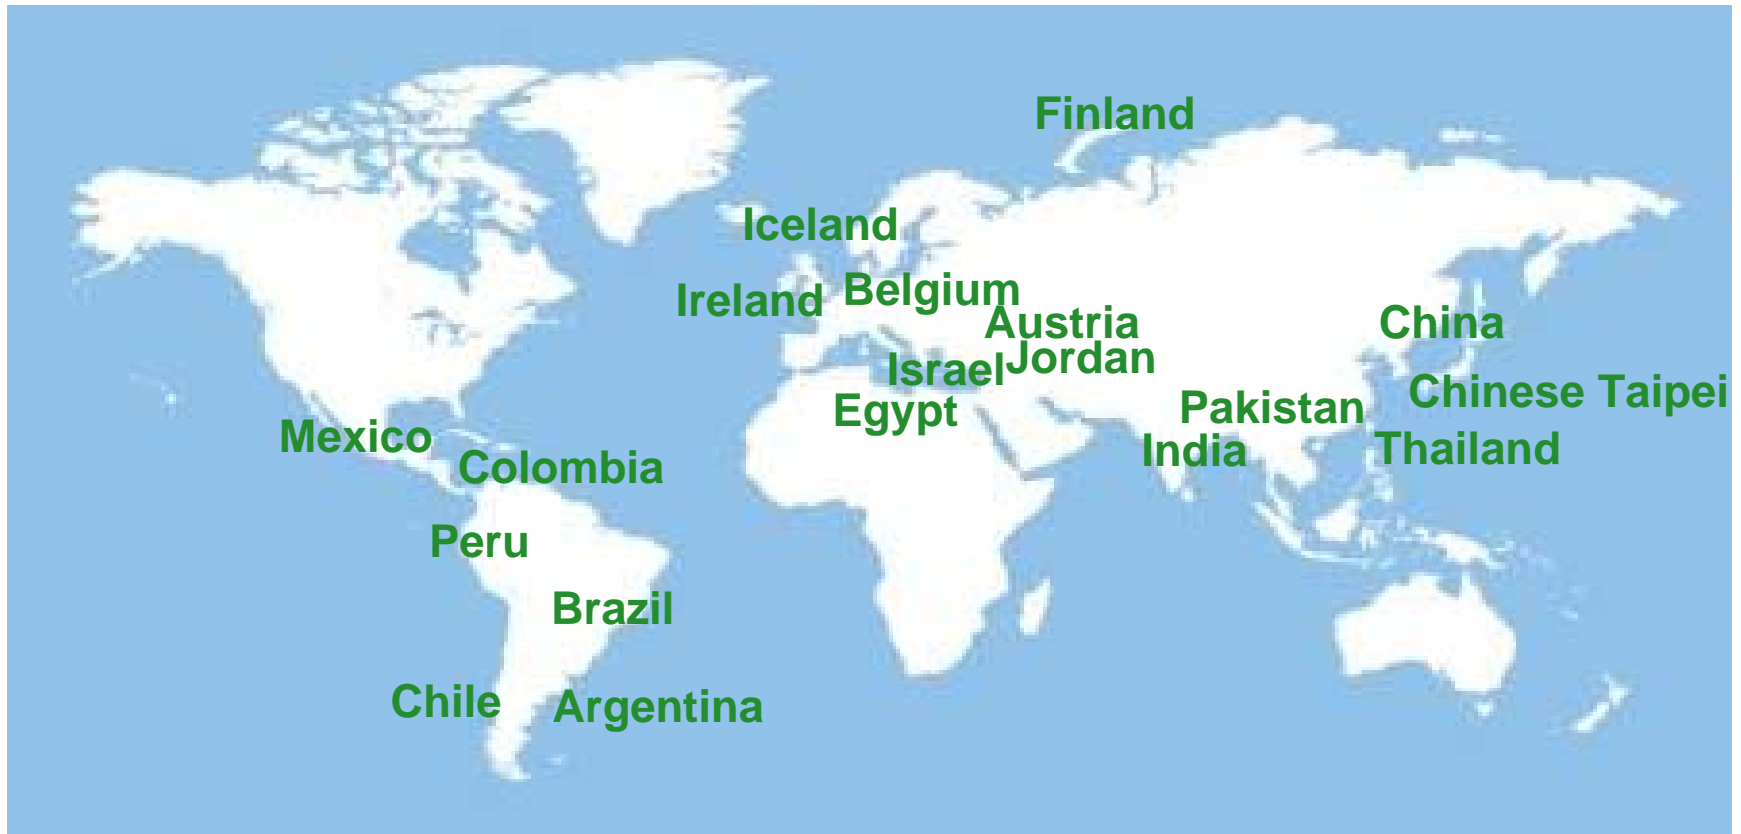 Finland
Iceland
Belgium
Ireland
Austria
China
Jordan
Israel
Chinese Taipei
Pakistan
Egypt
Mexico
Thailand
India
Colombia
Peru
Brazil
Chile
Argentina